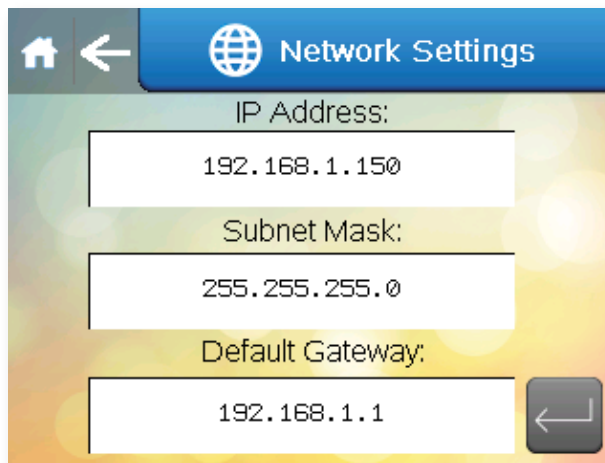 Network Settings
IP Address:
192.168.1.150
Subnet Mask:
255.255.255.0
Default Gateway:
192.168.1.1